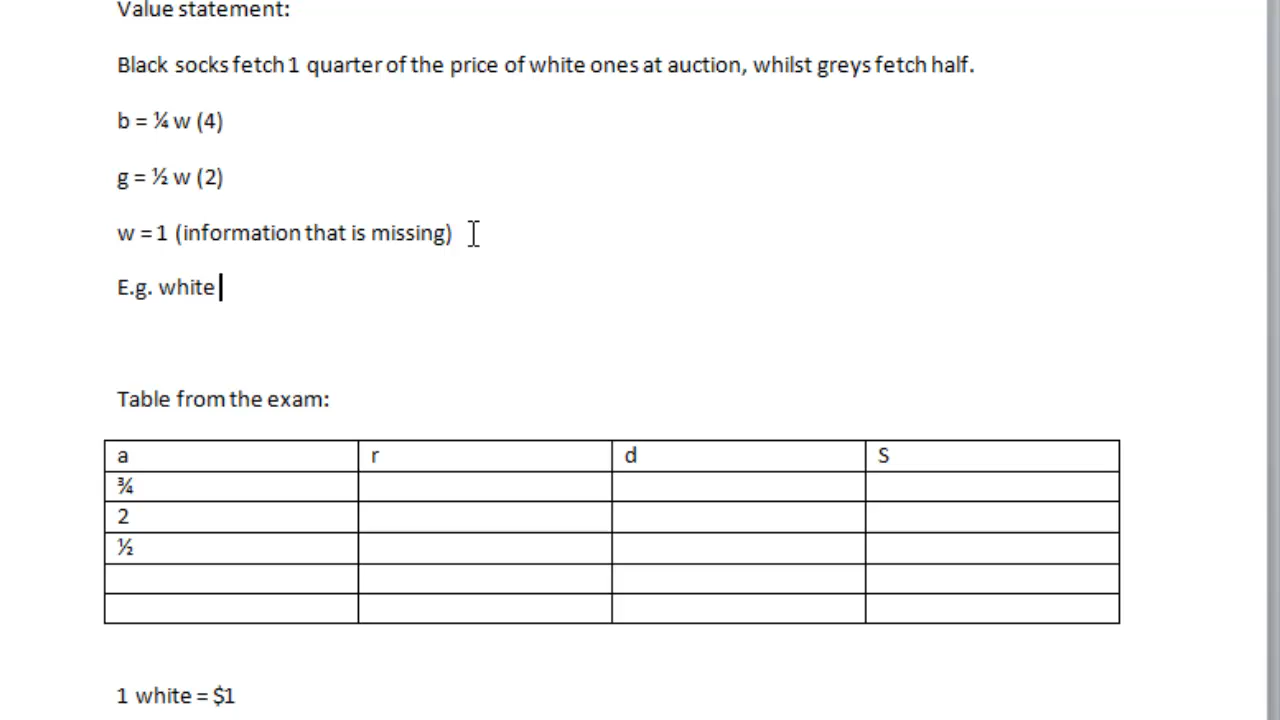 Value statement:
Black socks fetch 1 quarter of the price of white ones at auction, whilst greys fetch half.
b = ¼ w (4)
g = ½ w (2)
w = 1 (information that is missing)
E.g. white
Table from the exam:
a r d S
¾
2
½
1 white = $1